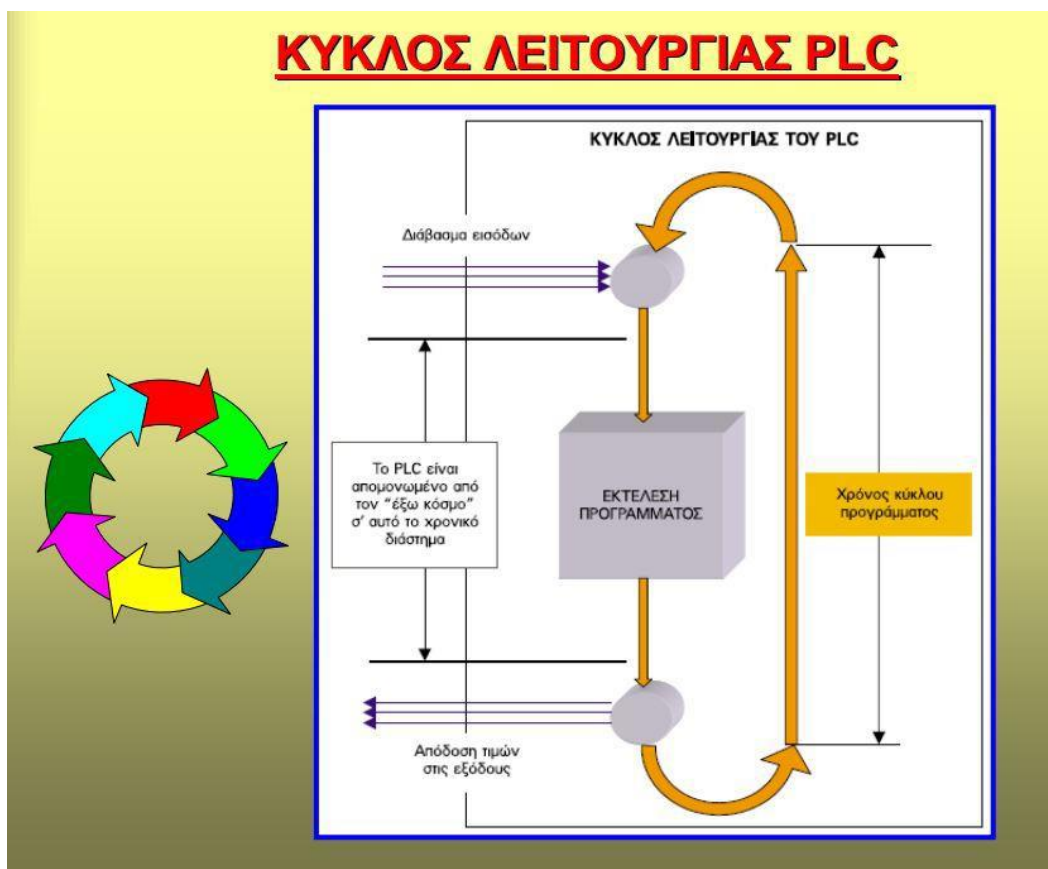 ΚΥΚΛΟΣ ΛΕΙΤΟΥΡΓΙΑΣ PLC
ΚΥΚΛΟΣ ΛΕΙΤΟΥΡΓΙΑΣ ΤΟΥ PLC
Διάβασμα εισόδων
Το PLC είναι
απομονωμένο από
τον "έξω κόσμο"
σ' αυτό το χρονικό
διάστημα
ΕΚΤΕΛΕΣΗ
ΠΡΟΓΡΑΜΜΑΤΟΣ
Χρόνος κύκλου
προγράμματος
Απόδοση τιμών
στις εξόδους